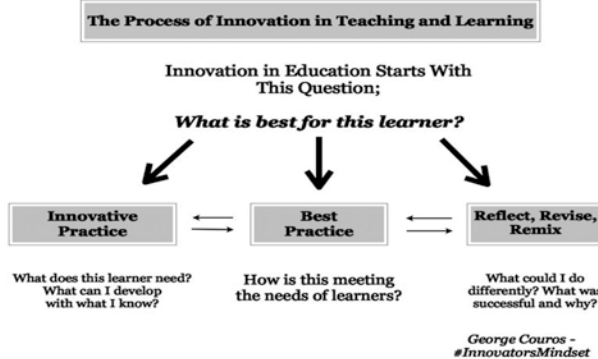 The Process of Innovation in Teaching and Learning
Innovation in Education Starts With
This Question;
What is best for this learner?
Innovative
Practice
Best
Practice
Reflect, Revise,
Remix
What does this learner need?
What can I develop
with what I know?
How is this meeting
the needs of learners?
What could I do
differently? What was
successful and why?
George Couros -
#InnovatorsMindset